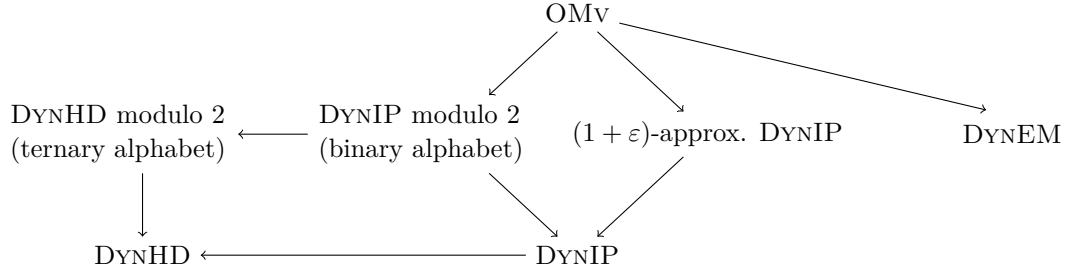 OMv
DynHD modulo 2
(ternary alphabet)
DynIP modulo 2
(binary alphabet)
(1 + ε)-approx. DynIP
DynEM
DynHD
DynIP